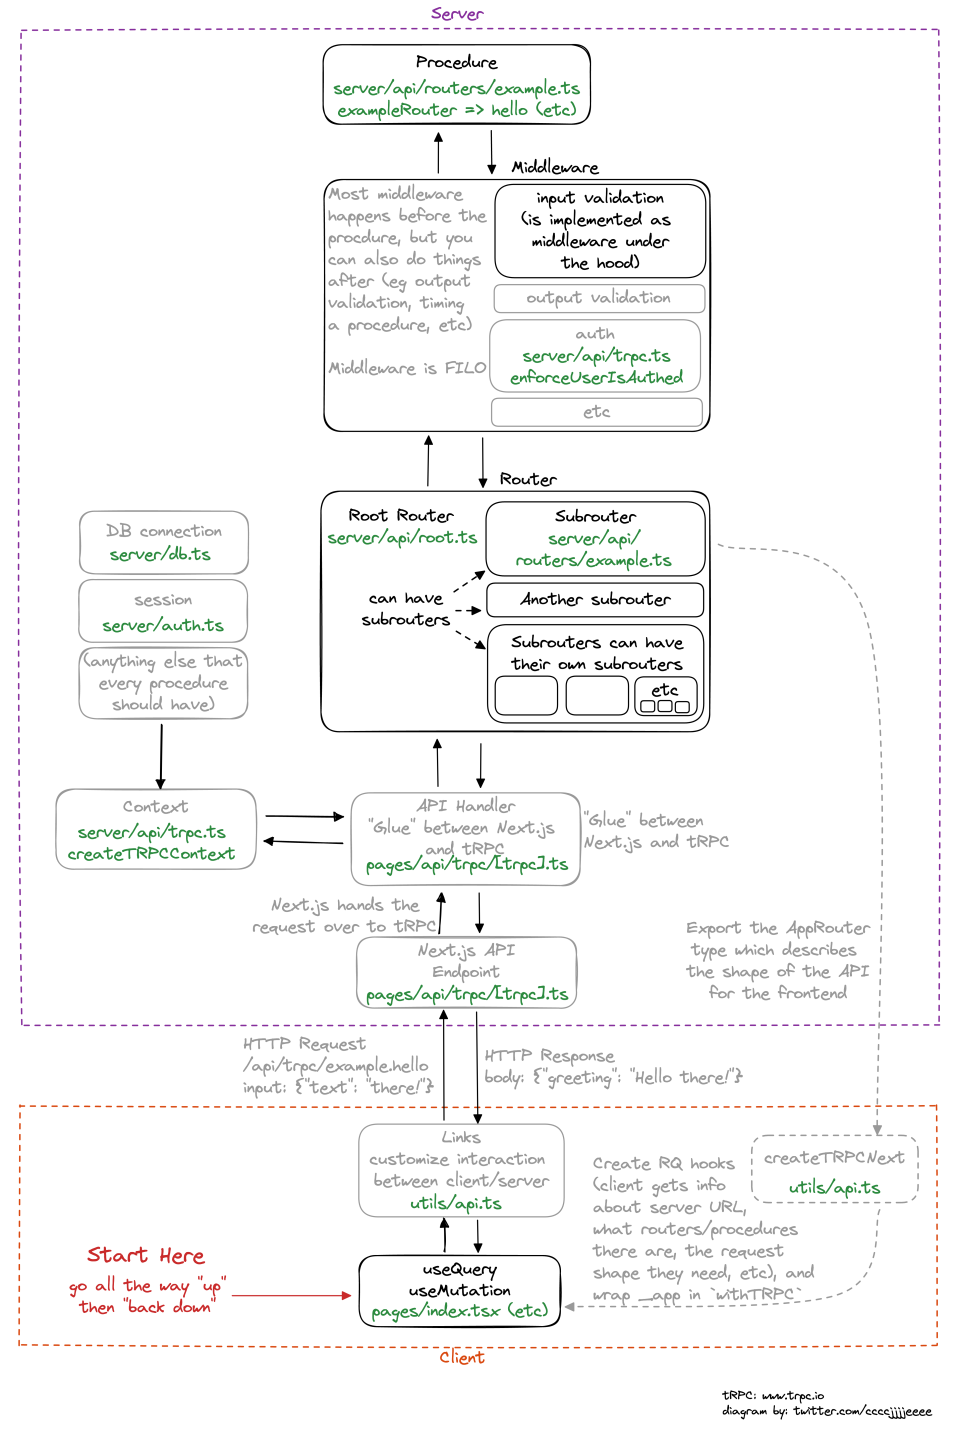 Server
Procedure
server/api/routers/example.ts
exampleRouter => hello (etc)
Middleware
Most middleware
happens before the
procdure, but you
can also do things
after (eg output
validation, timing
a procedure, etc)
Middleware is FILO
input validation
(is implemented as
middleware under
the hood)
output validation
auth
server/api/trpc.ts
enforceUserIsAuthed
etc
Router
Root Router
server/api/root.ts
can have
subrouters
Subrouter
server/api/
routers/example.ts
Another subrouter
Subrouters can have
their own subrouters
etc
DB connection
server/db.ts
session
server/auth.ts
(anything else that
every procedure
should have)
Context
server/api/trpc.ts
createTRPCContext
API Handler
"Glue" between Next.js
and tRPC
pages/api/trpc/[trpc].ts
"Glue" between
Next.js and tRPC
Next.js hands the
request over to tRPC
Next.js API
Endpoint
pages/api/trpc/[trpc].ts
Export the AppRouter
type which describes
the shape of the API
for the frontend
HTTP Request
/api/trpc/example.hello
input: {"text": "there!"}
HTTP Response
body: {"greeting": "Hello there!"}
Links
customize interaction
between client/server
utils/api.ts
createTRPCNext
utils/api.ts
Create RQ hooks
(client gets info
about server URL,
what routers/procedures
there are, the request
shape they need, etc), and
wrap _app in `withTRPC`
Start Here
go all the way "up"
then "back down"
useQuery
useMutation
pages/index.tsx (etc)
Client
tRPC: www.trpc.io
diagram by: twitter.com/ccccjjjjeeee